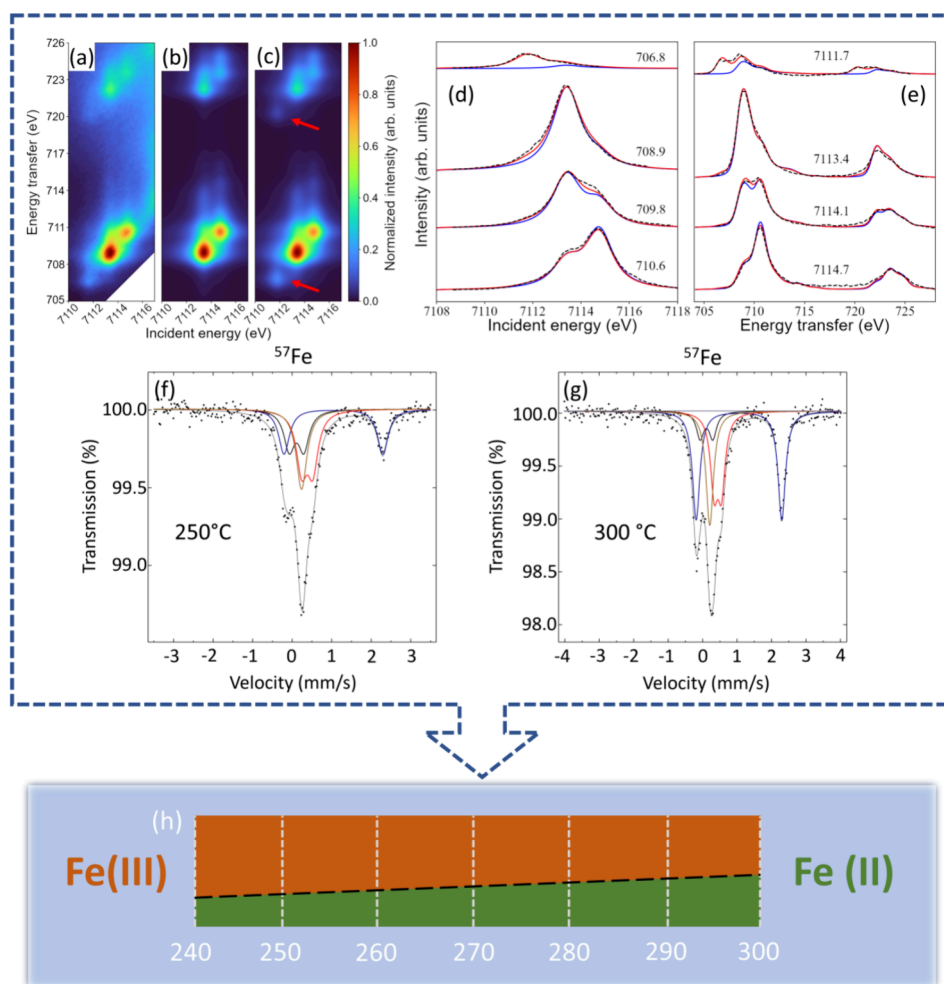 726
723
720
717
714
711
708
705
Energy transfer (eV)
(a)
(b)
(c)
7110
7112
7114
7116
7110
7112
7114
7116
7110
7112
7114
7116
Incident energy (eV)
1.0
0.8
0.6
0.4
0.2
0.0
Normalized intensity (arb. units)
Intensity (arb. units)
(d)
706.8
708.9
709.8
710.6
7108 7110 7112 7114 7116 7118
Incident energy (eV)
(e)
7111.7
7113.4
7114.1
7114.7
705 710 715 720 725
Energy transfer (eV)
57Fe
(f)
100.0
99.5
99.0
Transmission (%)
250°C
-3 -2 -1 0 1 2 3
Velocity (mm/s)
57Fe
(g)
100.0
99.5
99.0
98.5
98.0
Transmission (%)
300 °C
-4 -3 -2 -1 0 1 2 3 4
Velocity (mm/s)
(h)
Fe(III)
Fe (II)
240 250 260 270 280 290 300